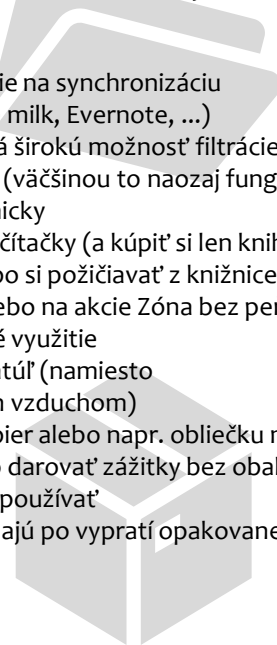 ie na synchronizáciu
milk, Evernote, ...)
á širokú možnosť filtrácie
(väčšinou to naozaj fung
nicky
čítačky (a kúpiť si len knih
bo si požičiavať z knižnice
lebo na akcie Zóna bez per
é využitie
atúľ (namiesto
n vzduchom)
pier alebo napr. obliečku n
o darovať zážitky bez obal
používať
ajú po vypratí opakovane